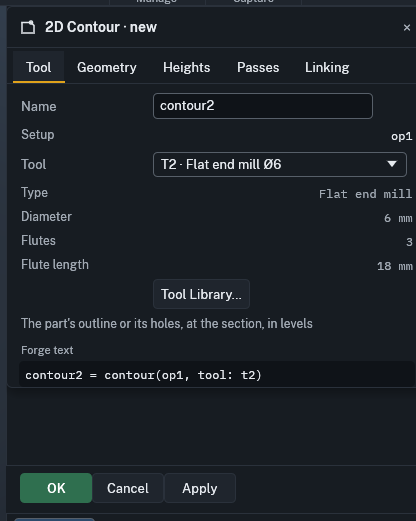 2D Contour · new ×
Tool Geometry Heights Passes Linking
Name contour2
Setup op1
Tool T2 · Flat end mill Ø6
Type Flat end mill
Diameter 6 mm
Flutes 3
Flute length 18 mm
Tool Library...
The part's outline or its holes, at the section, in levels
Forge text
contour2 = contour(op1, tool: t2)
OK Cancel Apply